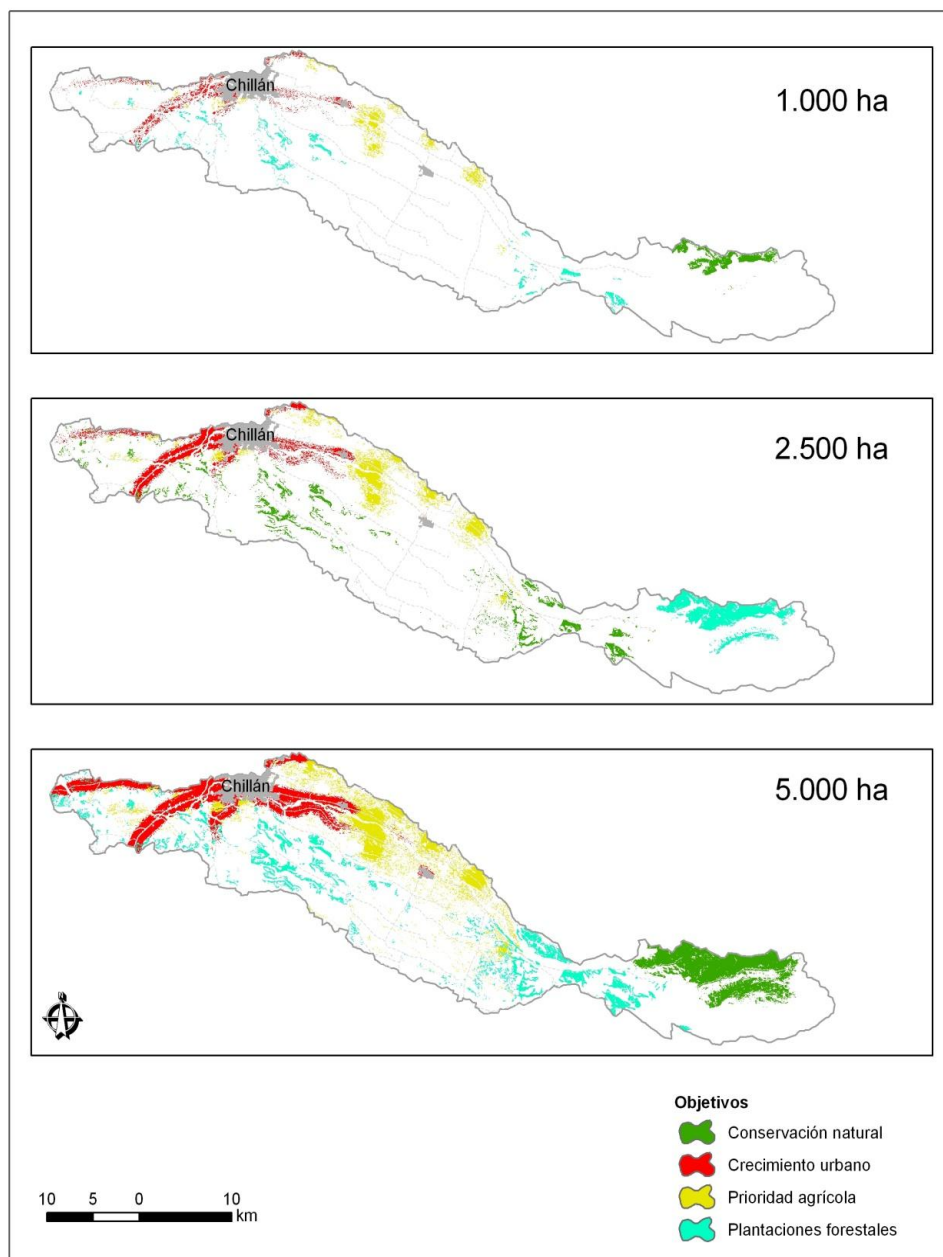 Chillán
1.000 ha
Chillán
2.500 ha
Chillán
5.000 ha
Objetivos
Conservación natural
Crecimiento urbano
Prioridad agrícola
Plantaciones forestales
10 5 0 10
km